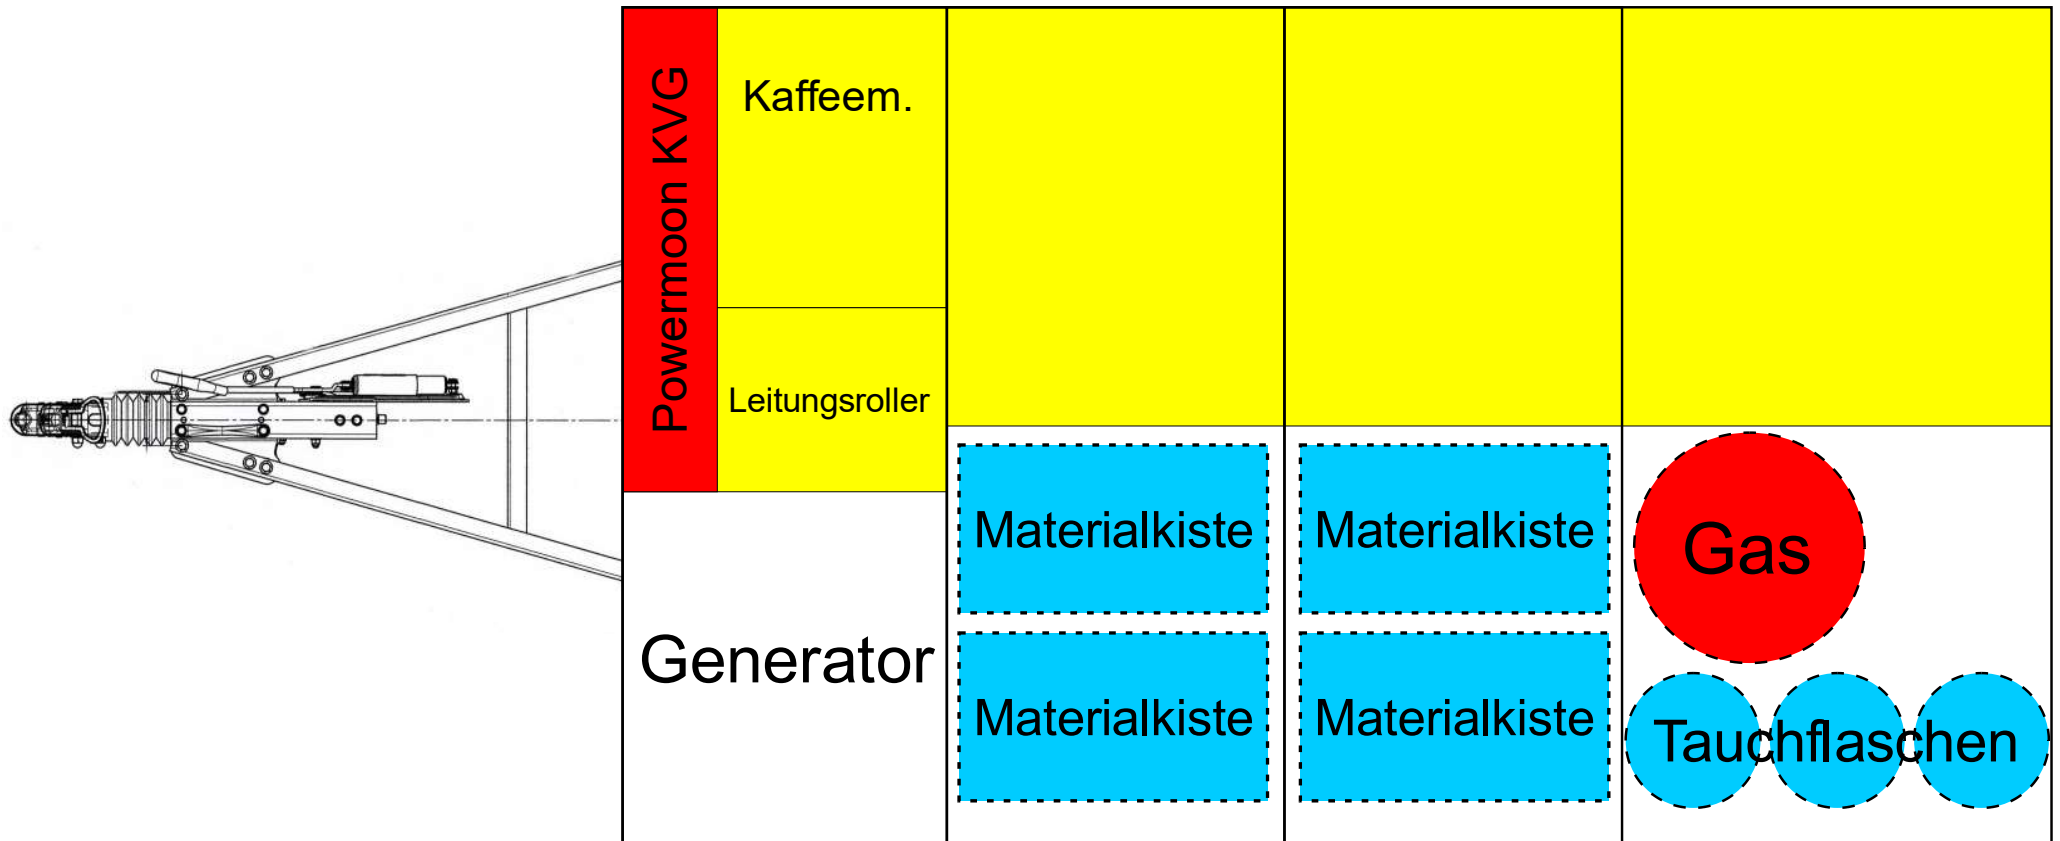 Powermoon KVG
Kaffeem.
Leitungsroller
Generator
Materialkiste
Materialkiste
Materialkiste
Materialkiste
Gas
Tauchflaschen